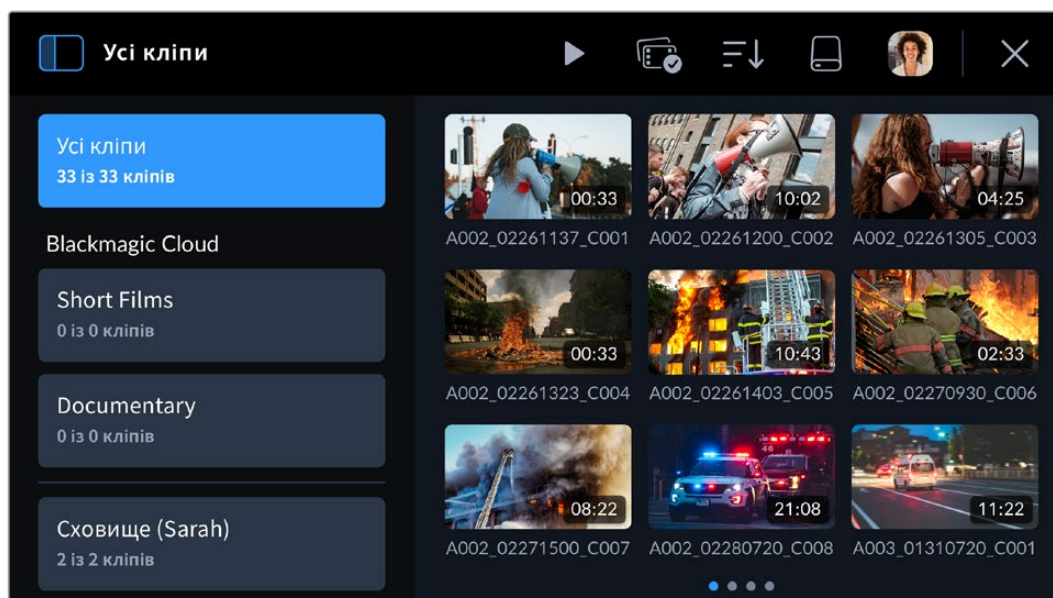 Усі кліпи
Усі кліпи
33 із 33 кліпів
Blackmagic Cloud
Short Films
0 із 0 кліпів
Documentary
0 із 0 кліпів
Сховище (Sarah)
2 із 2 кліпів
00:33 10:02 04:25
A002_02261137_C001 A002_02261200_C002 A002_02261305_C003
00:33 10:43 02:33
A002_02261323_C004 A002_02261403_C005 A002_02270930_C006
46
08:22 21:08 11:22
A002_02271500_C007 A002_02280720_C008 A003_01310720_C001